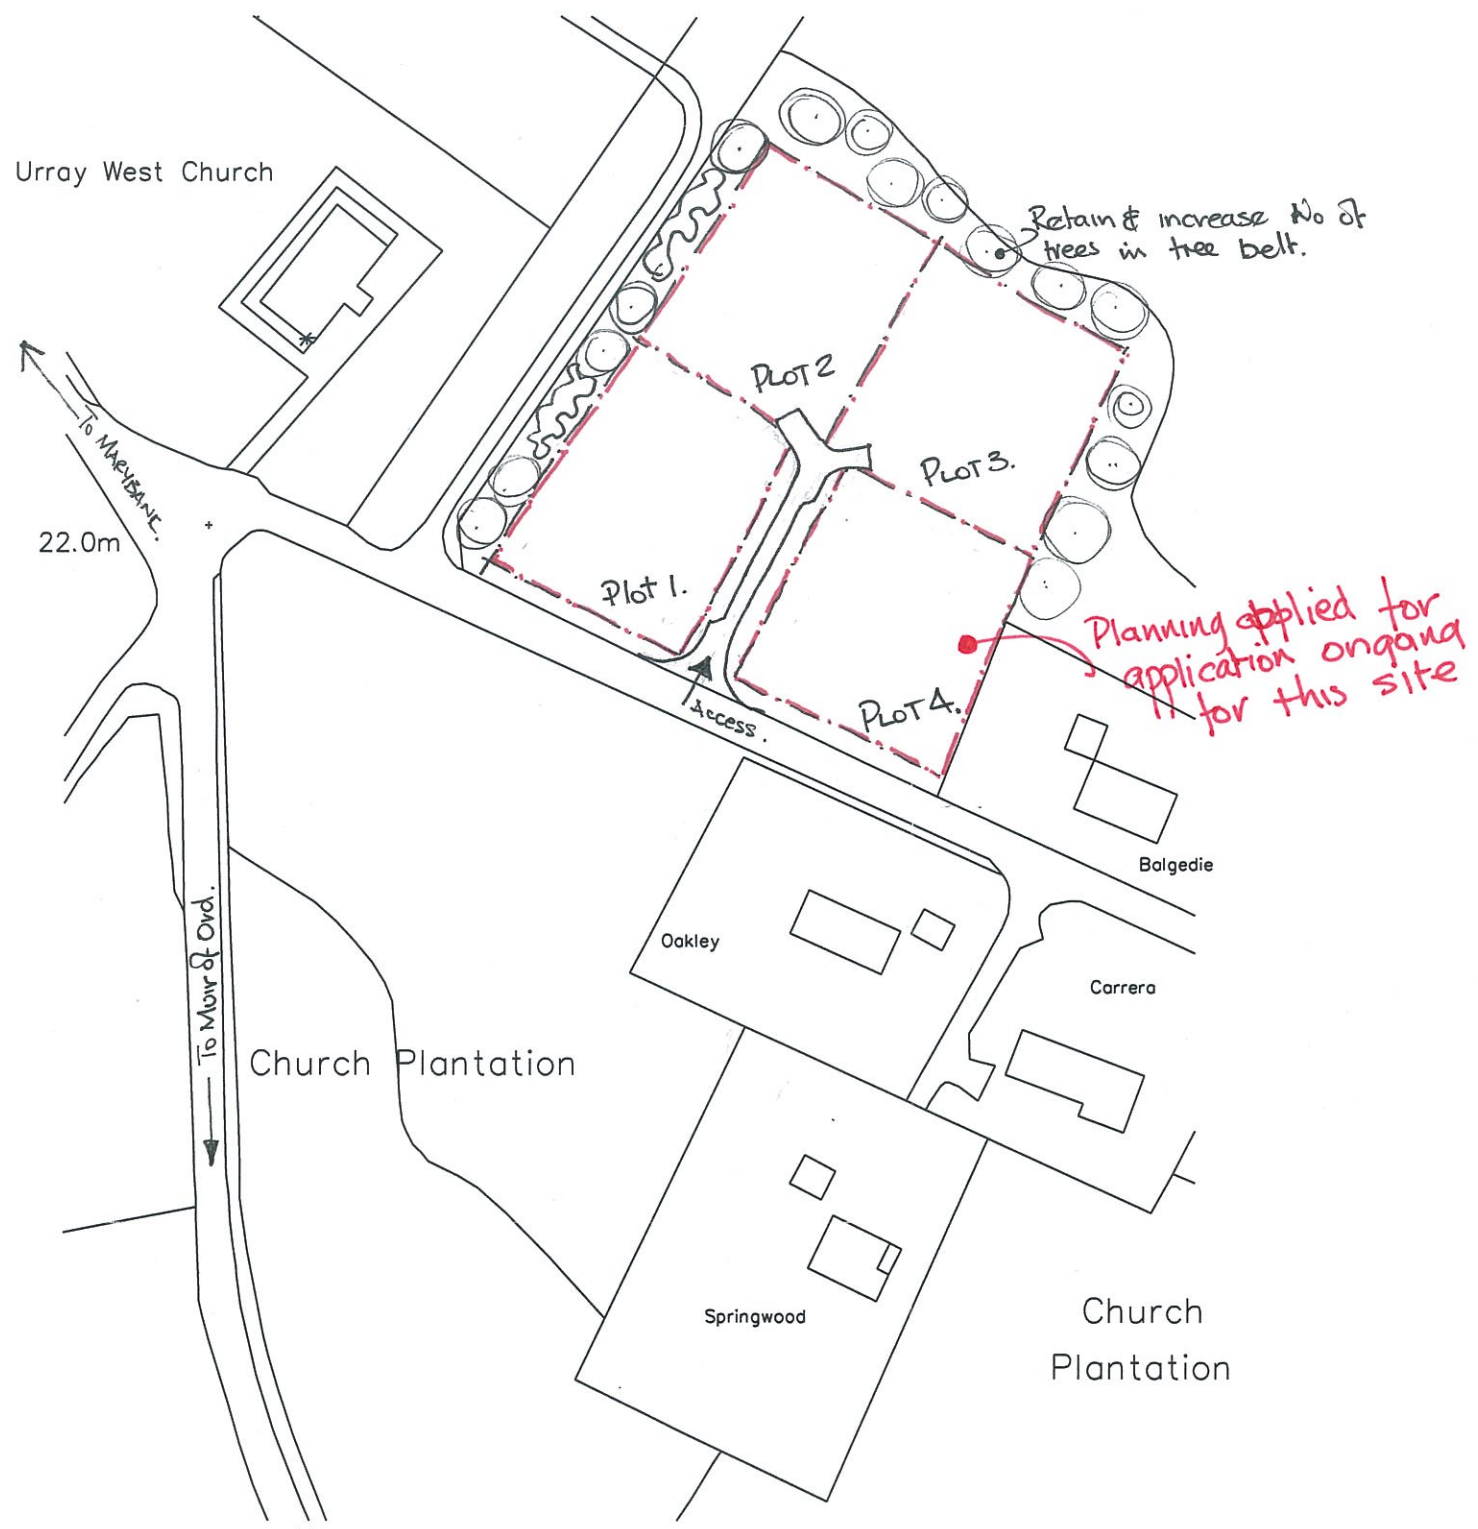 Urray West Church
Retain & increase No of
trees in tree belt.
To MARYBANK.
22.0m
PLOT 2
PLOT 3.
Plot 1.
PLOT 4.
Access.
Planning applied for
application ongoing
for this site
Balgedie
Oakley
Carrera
To Muir of Ord.
Church Plantation
Springwood
Church
Plantation